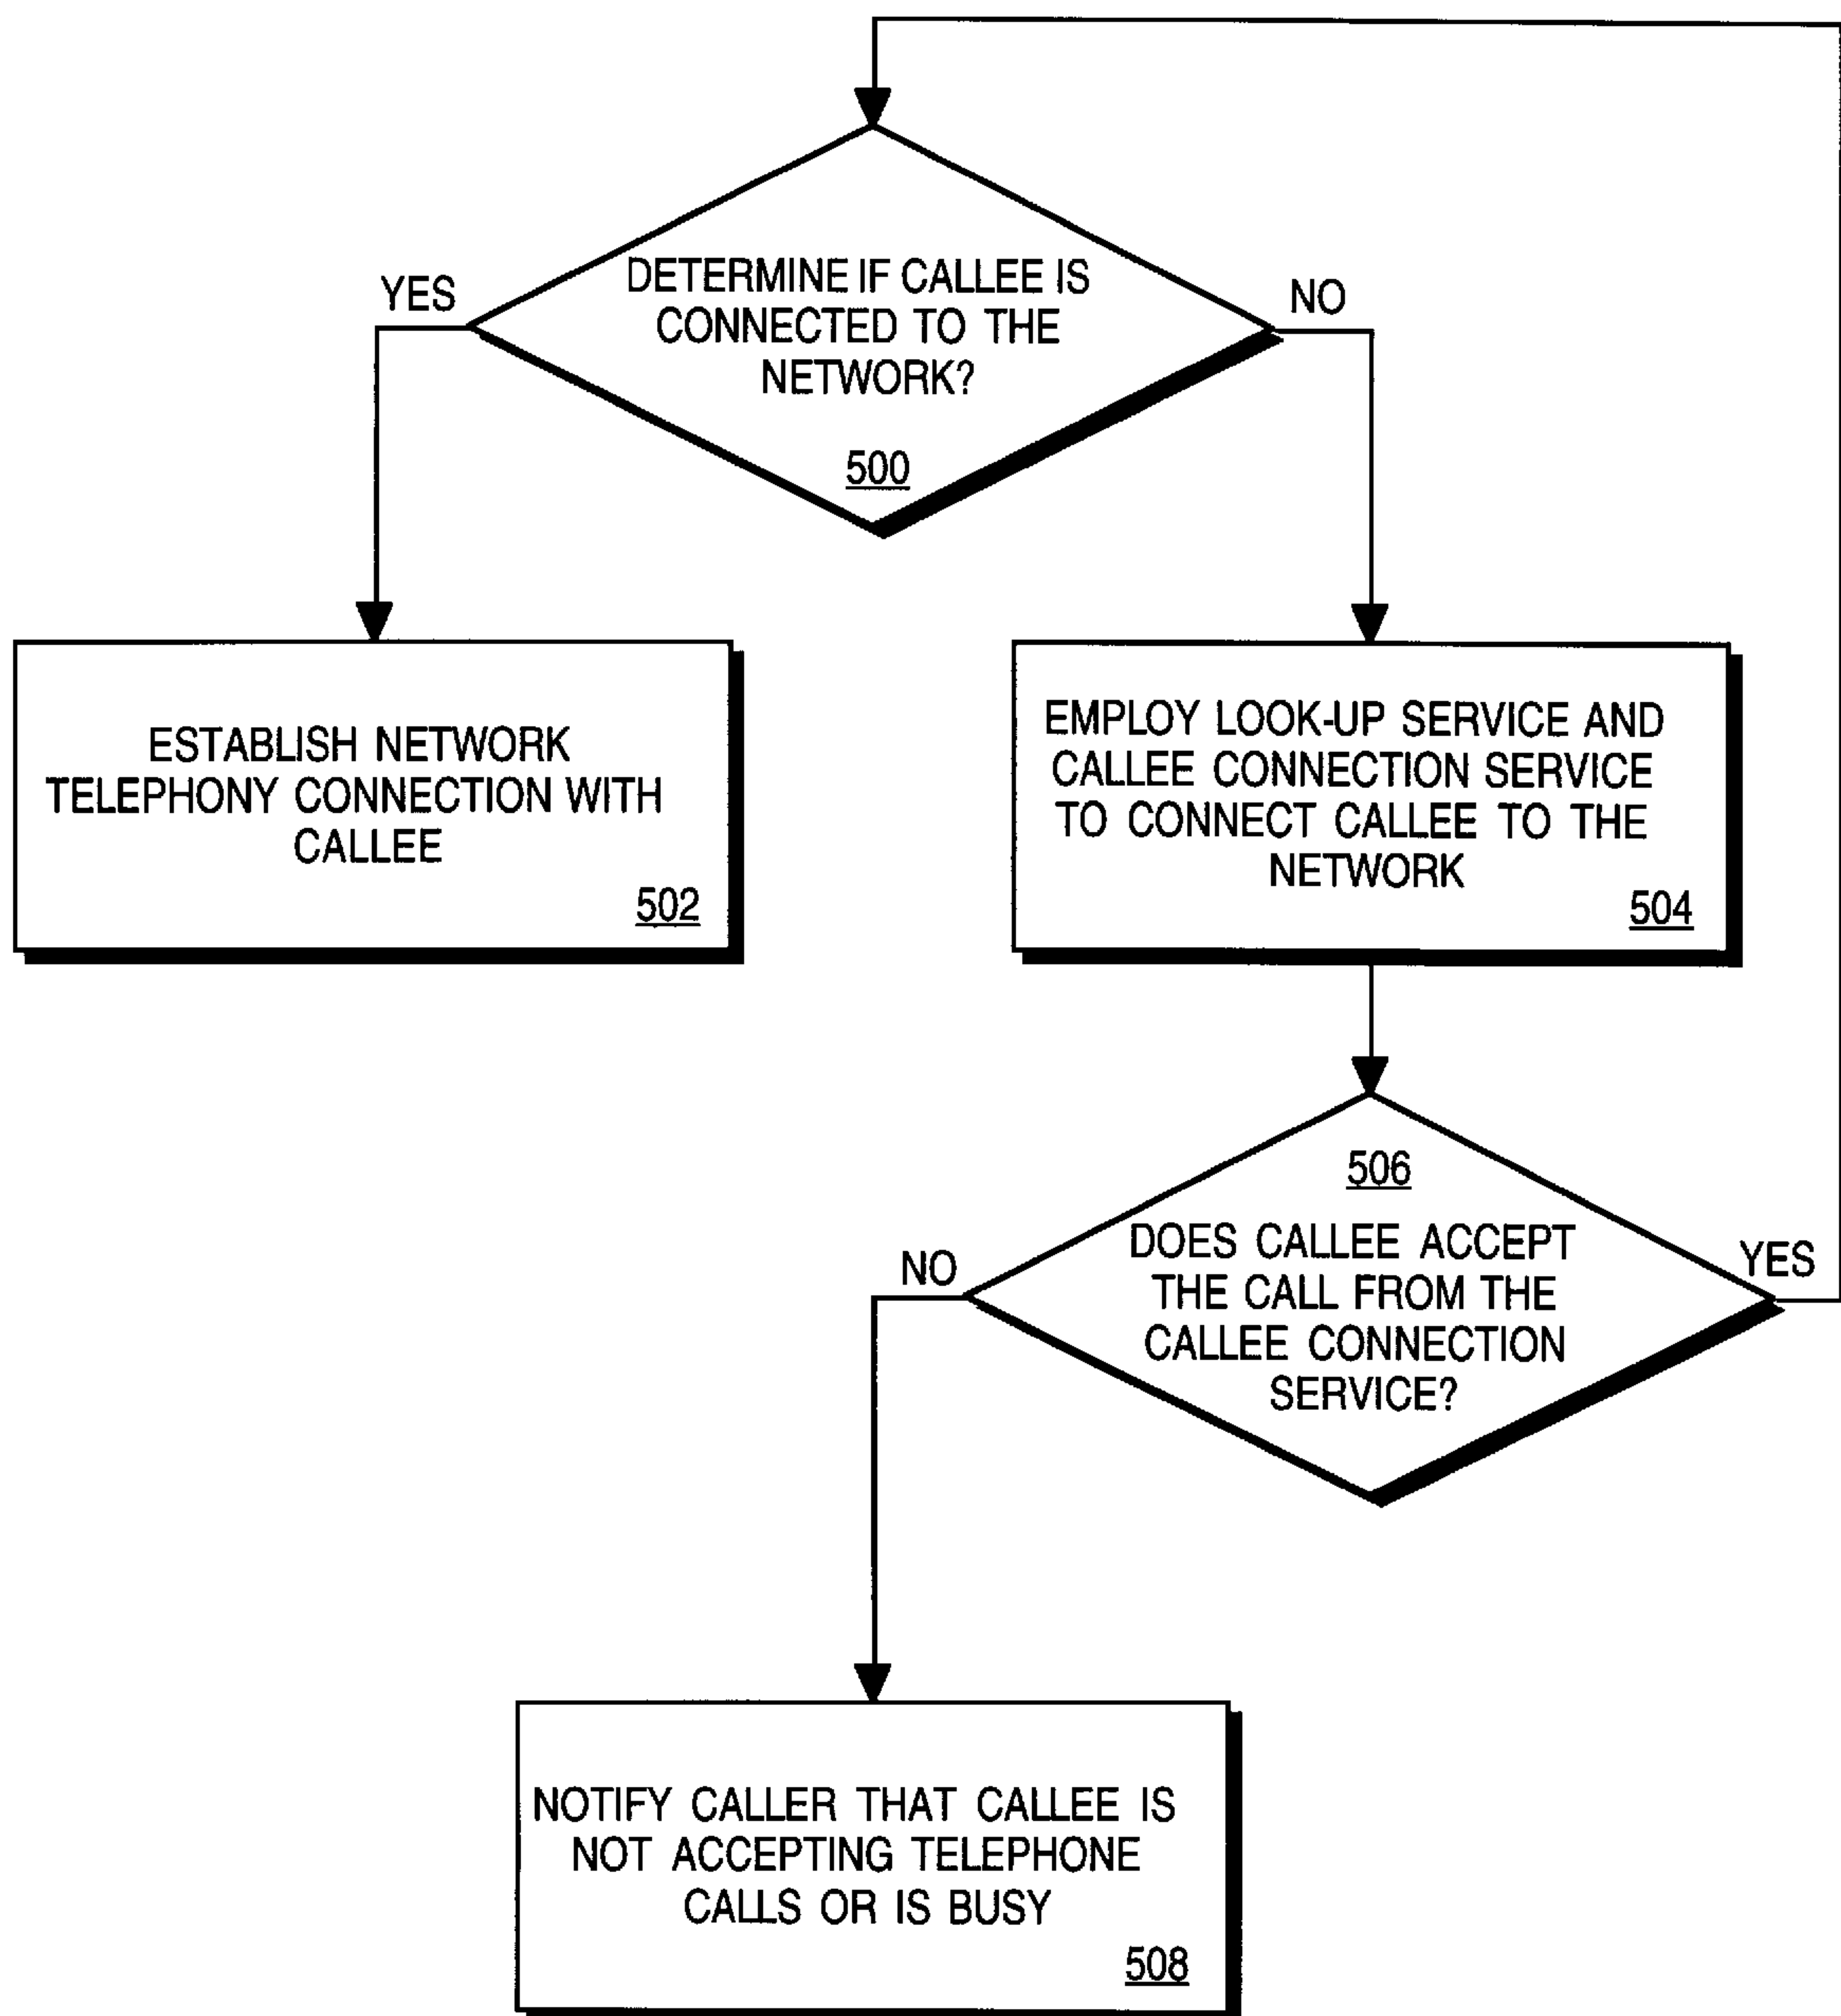 DETERMINE IF CALLEE IS
CONNECTED TO THE
NETWORK?
500
YES
NO
ESTABLISH NETWORK
TELEPHONY CONNECTION WITH
CALLEE
502
EMPLOY LOOK-UP SERVICE AND
CALLEE CONNECTION SERVICE
TO CONNECT CALLEE TO THE
NETWORK
504
506
DOES CALLEE ACCEPT
THE CALL FROM THE
CALLEE CONNECTION
SERVICE?
NO
YES
NOTIFY CALLER THAT CALLEE IS
NOT ACCEPTING TELEPHONE
CALLS OR IS BUSY
508